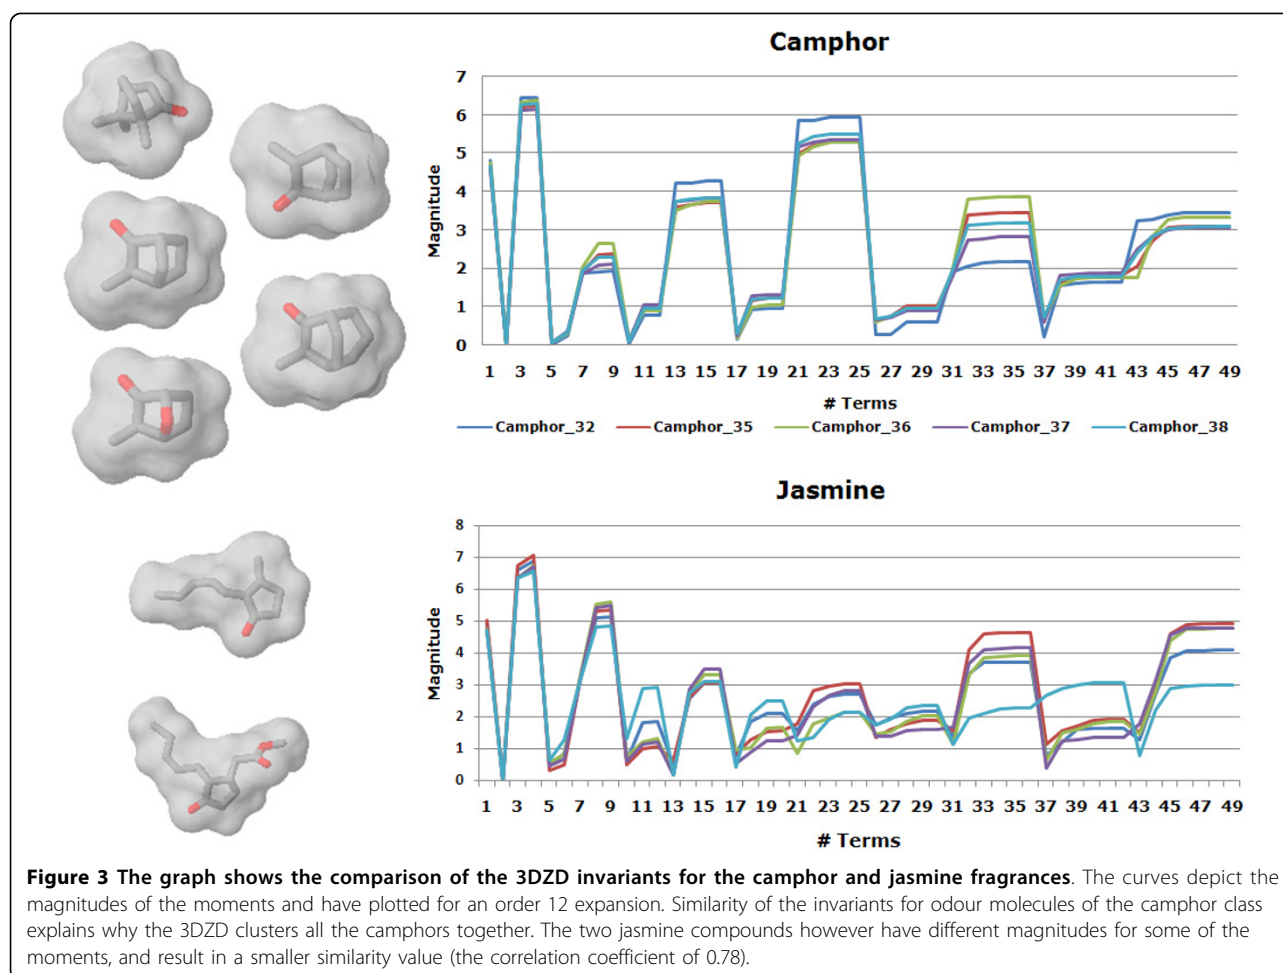 Camphor
7
6
5
4
3
2
1
0
Magnitude
1 3 5 7 9 11 13 15 17 19 21 23 25 27 29 31 33 35 37 39 41 43 45 47 49
# Terms
Camphor_32 Camphor_35 Camphor_36 Camphor_37 Camphor_38
Jasmine
8
7
6
5
4
3
2
1
0
Magnitude
1 3 5 7 9 11 13 15 17 19 21 23 25 27 29 31 33 35 37 39 41 43 45 47 49
# Terms
Figure 3 The graph shows the comparison of the 3DZD invariants for the camphor and jasmine fragrances. The curves depict the
magnitudes of the moments and have plotted for an order 12 expansion. Similarity of the invariants for odour molecules of the camphor class
explains why the 3DZD clusters all the camphors together. The two jasmine compounds however have different magnitudes for some of the
moments, and result in a smaller similarity value (the correlation coefficient of 0.78).